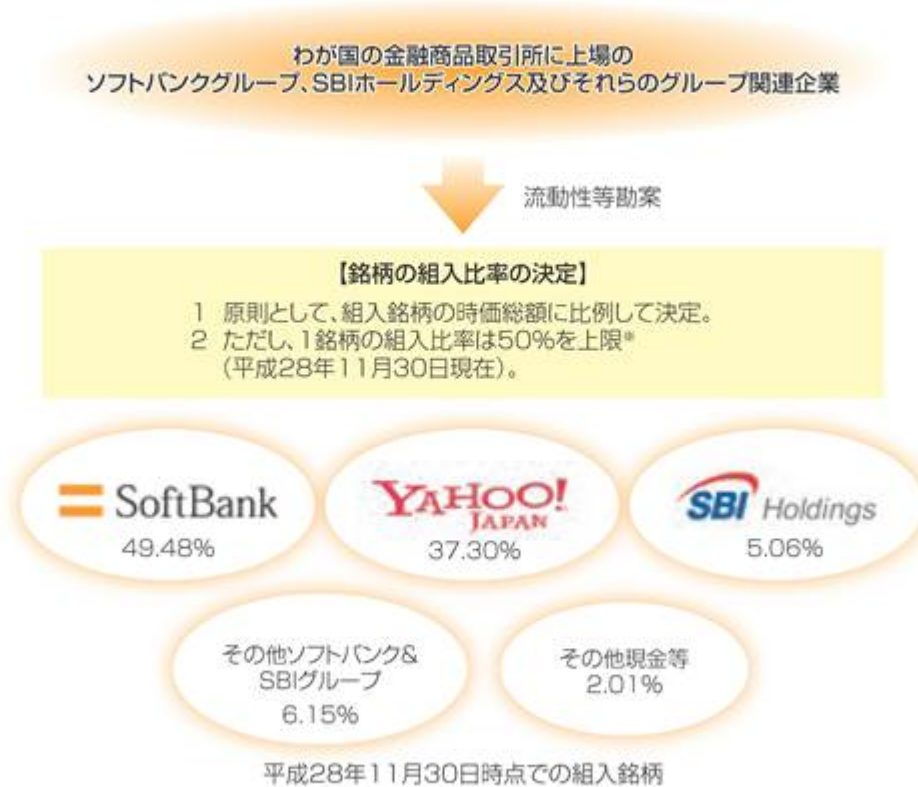 わが国の金融商品取引所に上場の
ソフトバンクグループ、SBIホールディングス及びそれらのグループ関連企業
流動性等勘案
【銘柄の組入比率の決定】
1 原則として、組入銘柄の時価総額に比例して決定。
2 ただし、1銘柄の組入比率は50%を上限※
(平成28年11月30日現在)。
SoftBank
49.48%
YAHOO!
JAPAN
37.30%
SBI Holdings
5.06%
その他ソフトバンク&
SBIグループ
6.15%
その他現金等
2.01%
平成28年11月30日時点での組入銘柄